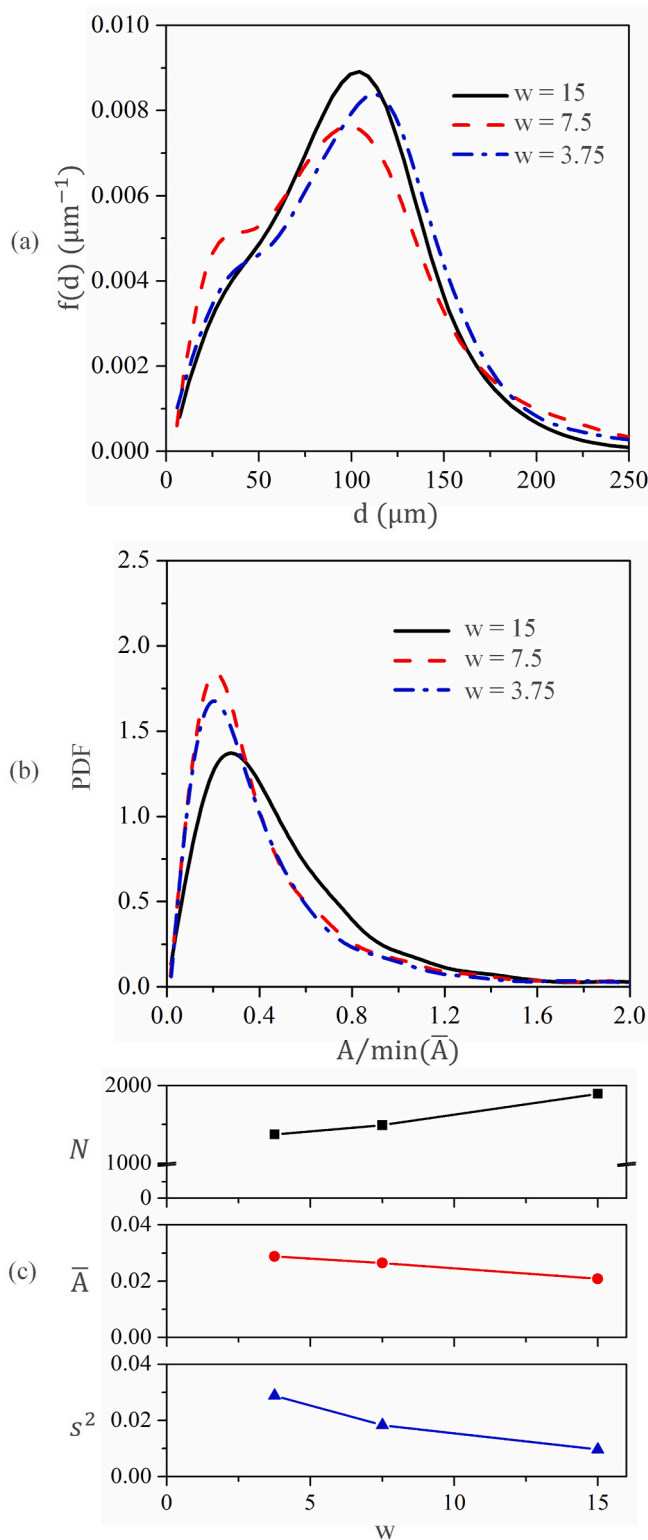 0.010
0.008
0.006
0.004
0.002
0.000
f(d) (μm⁻¹)
(a)
w = 15
w = 7.5
w = 3.75
0 50 100 150 200 250
d (μm)
2.5
2.0
1.5
1.0
0.5
0.0
PDF
(b)
w = 15
w = 7.5
w = 3.75
0.0 0.4 0.8 1.2 1.6 2.0
A/min(A̅)
2000
1000
0
N
0.04
0.02
0.00
(c)
A̅
0.04
0.02
0.00
s²
0 5 10 15
w